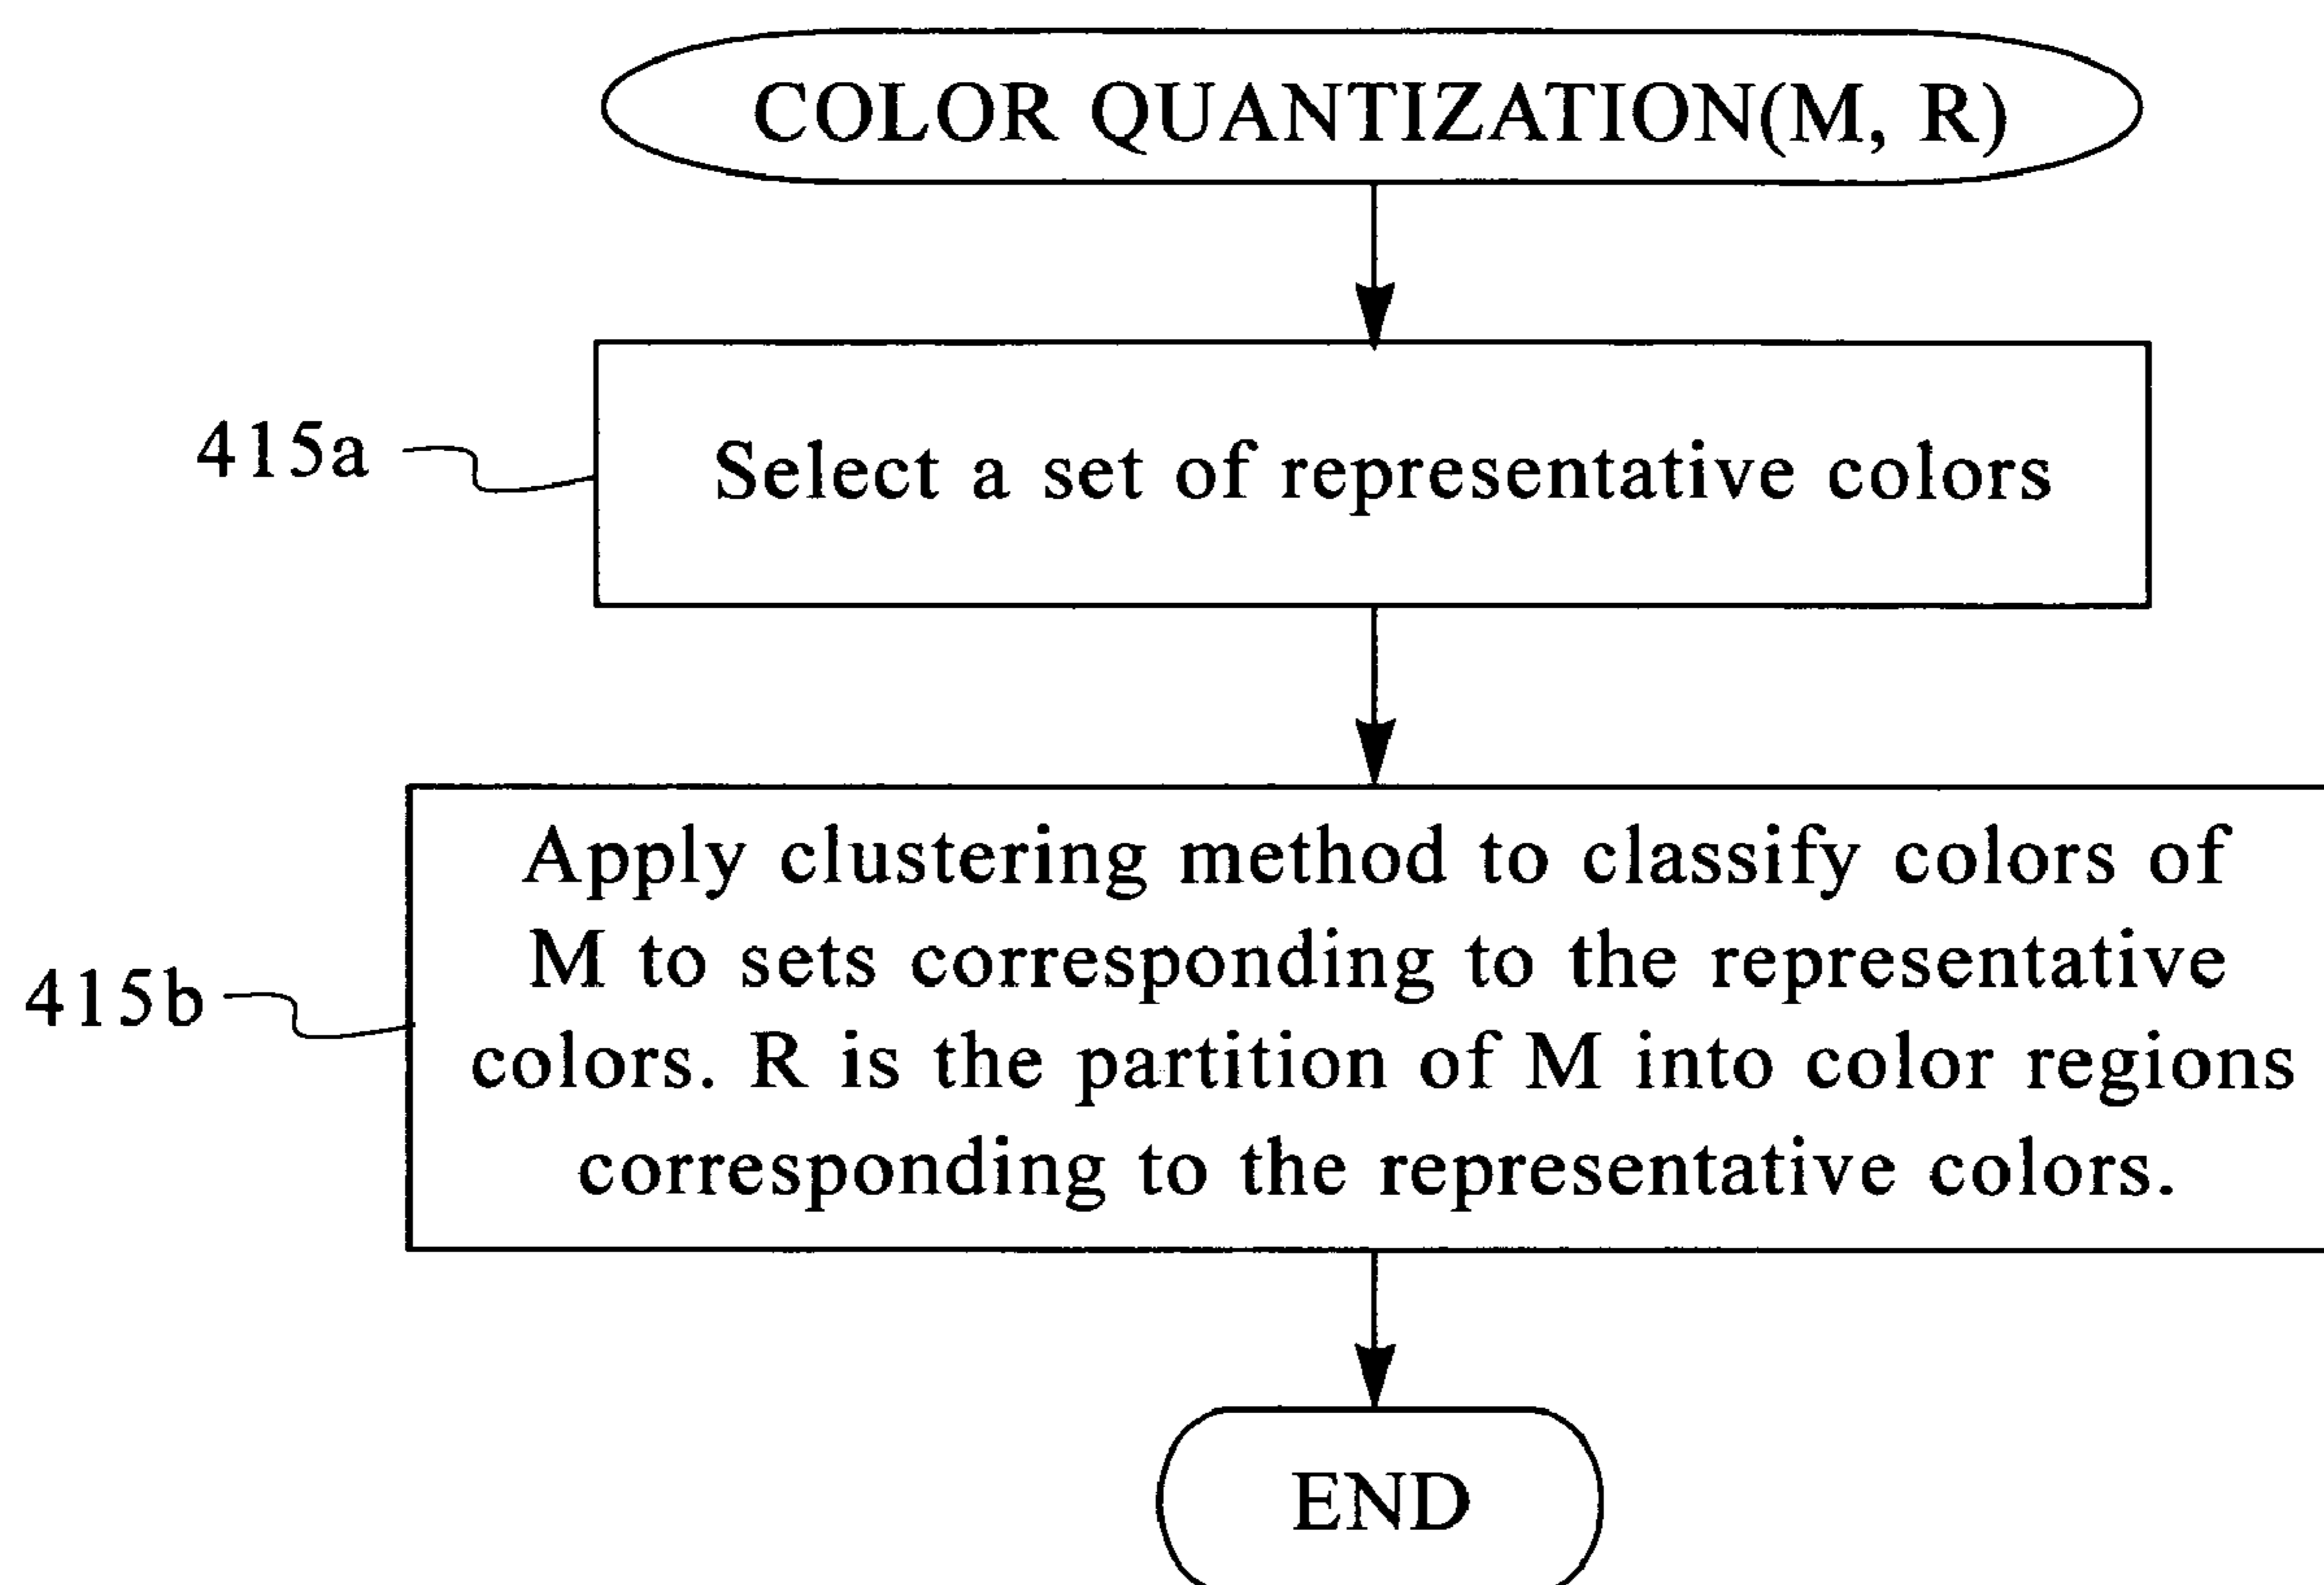 COLOR QUANTIZATION(M, R)
415a
Select a set of representative colors
415b
Apply clustering method to classify colors of
M to sets corresponding to the representative
colors. R is the partition of M into color regions
corresponding to the representative colors.
END